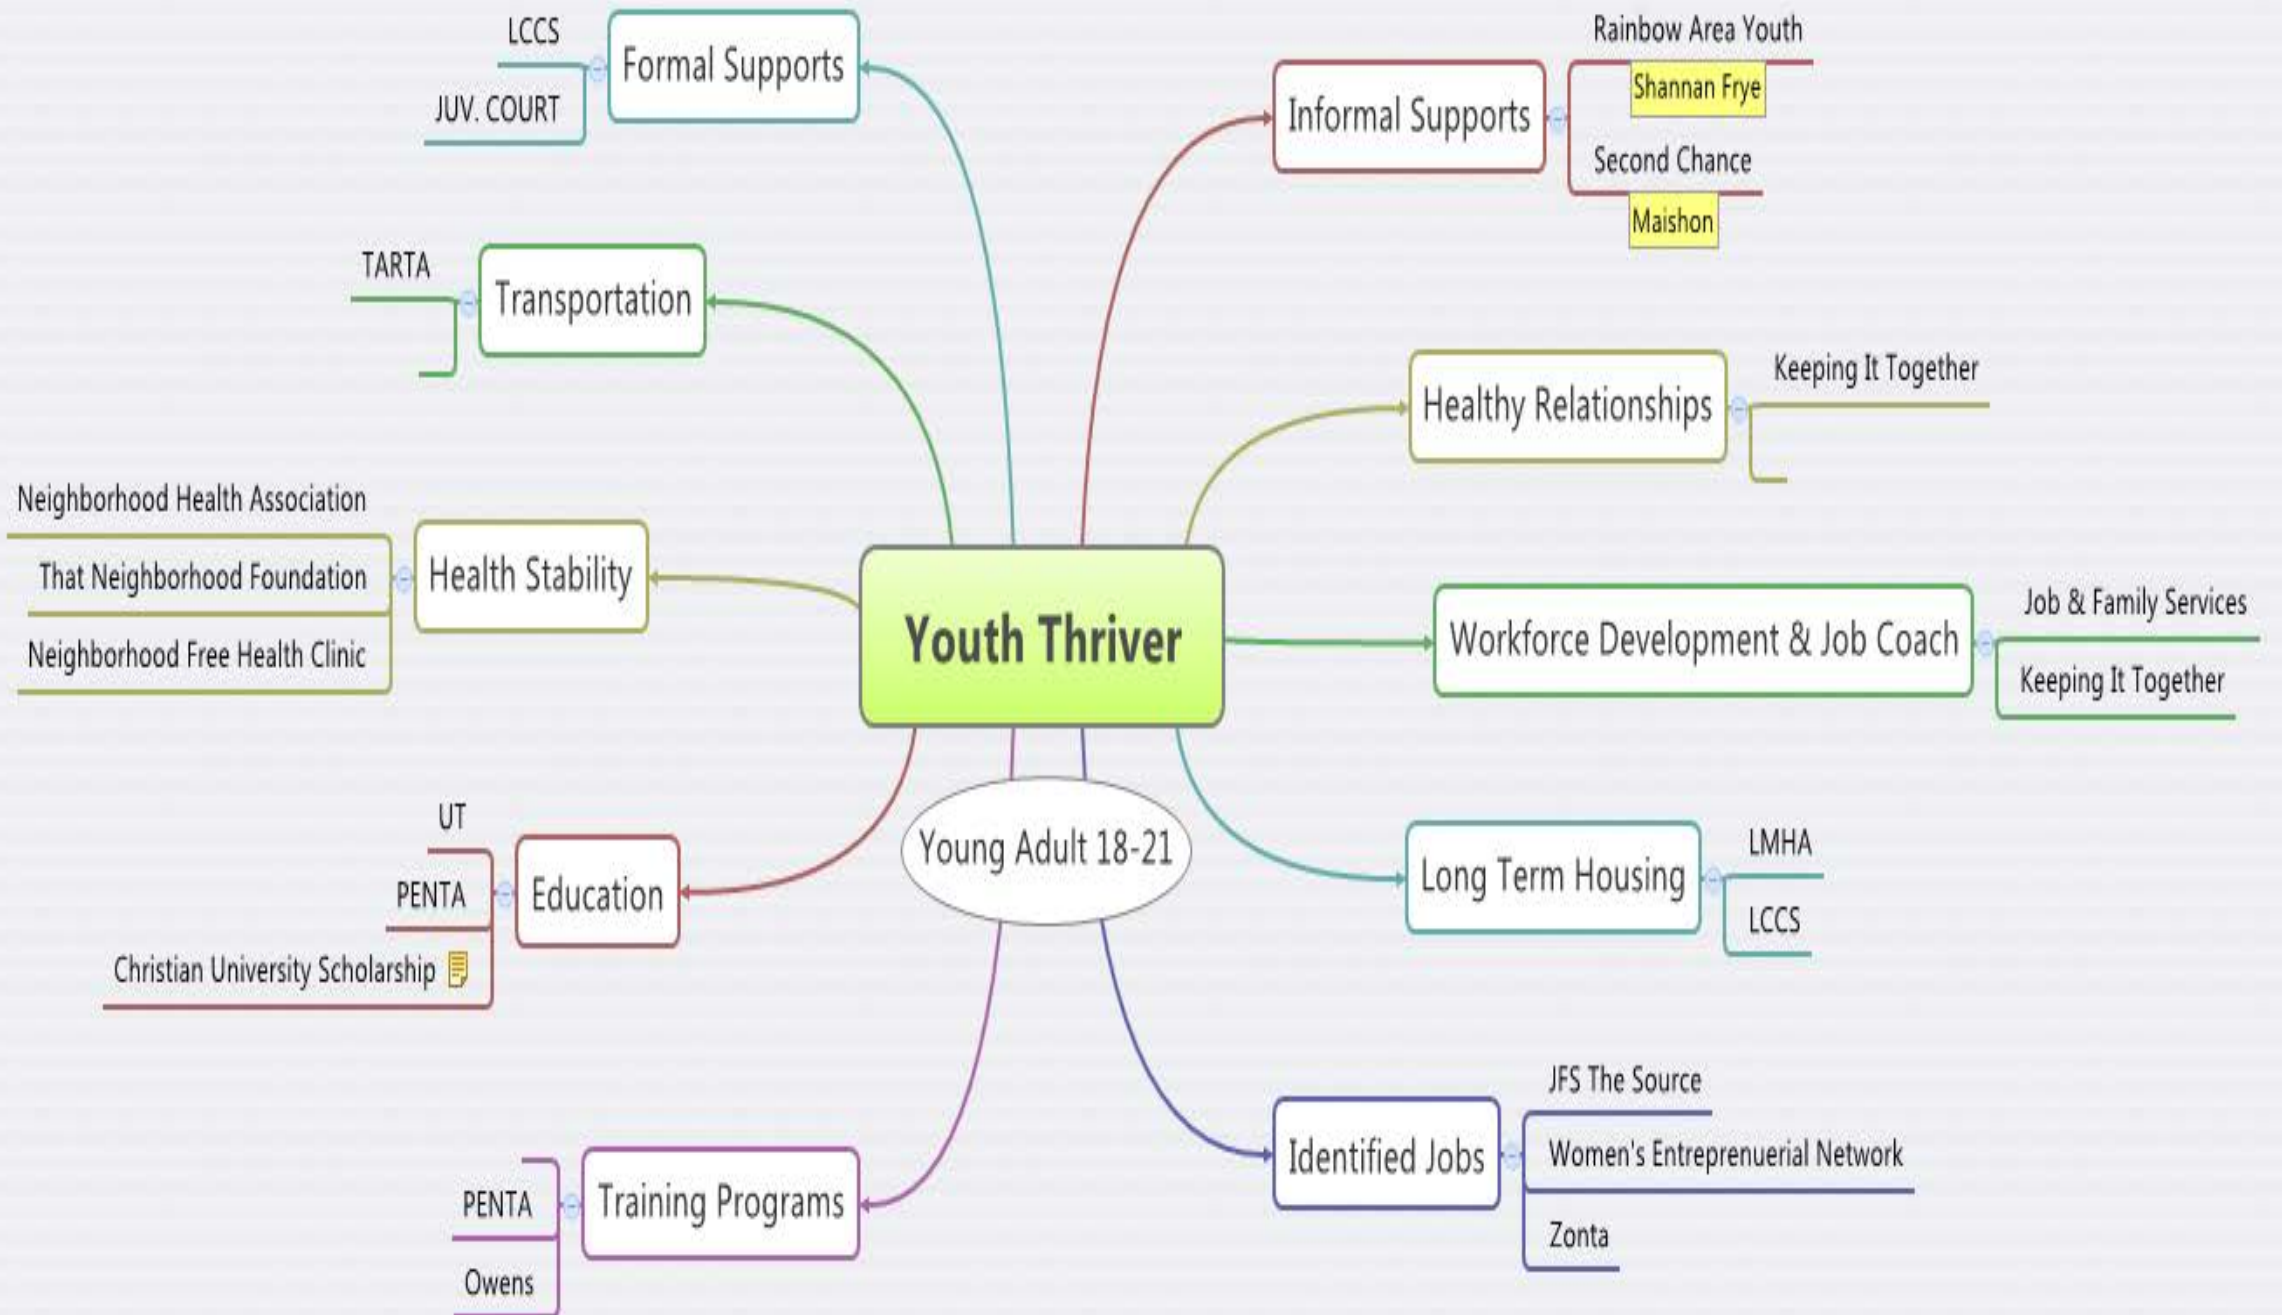 LCCS
JUV. COURT
Formal Supports
Informal Supports
Rainbow Area Youth
Shannan Frye
Second Chance
Maishon
TARTA
Transportation
Healthy Relationships
Keeping It Together
Neighborhood Health Association
That Neighborhood Foundation
Neighborhood Free Health Clinic
Health Stability
Youth Thriver
Workforce Development & Job Coach
Job & Family Services
Keeping It Together
UT
PENTA
Christian University Scholarship
Education
Young Adult 18-21
Long Term Housing
LMHA
LCCS
PENTA
Owens
Training Programs
Identified Jobs
JFS The Source
Women's Entreprenuerial Network
Zonta